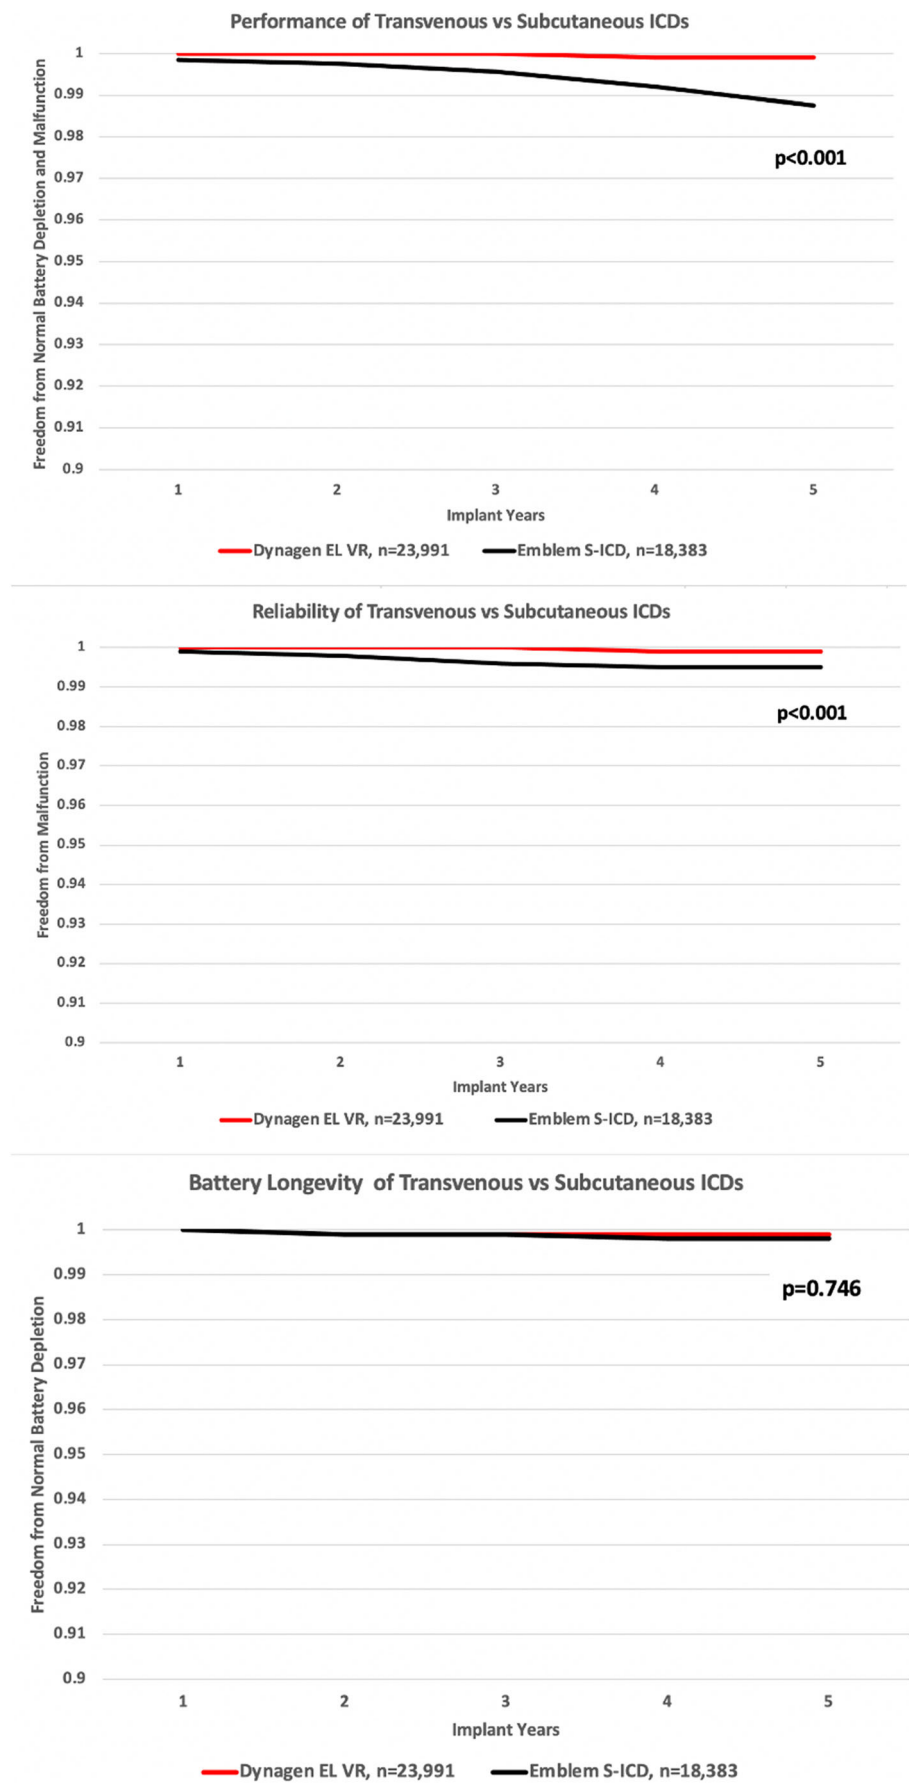 Performance of Transvenous vs Subcutaneous ICDs
Freedom from Normal Battery Depletion and Malfunction
1
0.99
0.98
0.97
0.96
0.95
0.94
0.93
0.92
0.91
0.9
p<0.001
1 2 3 4 5
Implant Years
Dynagen EL VR, n=23,991 Emblem S-ICD, n=18,383
Reliability of Transvenous vs Subcutaneous ICDs
Freedom from Malfunction
1
0.99
0.98
0.97
0.96
0.95
0.94
0.93
0.92
0.91
0.9
p<0.001
1 2 3 4 5
Implant Years
Dynagen EL VR, n=23,991 Emblem S-ICD, n=18,383
Battery Longevity of Transvenous vs Subcutaneous ICDs
Freedom from Normal Battery Depletion
1
0.99
0.98
0.97
0.96
0.95
0.94
0.93
0.92
0.91
0.9
p=0.746
1 2 3 4 5
Implant Years
Dynagen EL VR, n=23,991 Emblem S-ICD, n=18,383